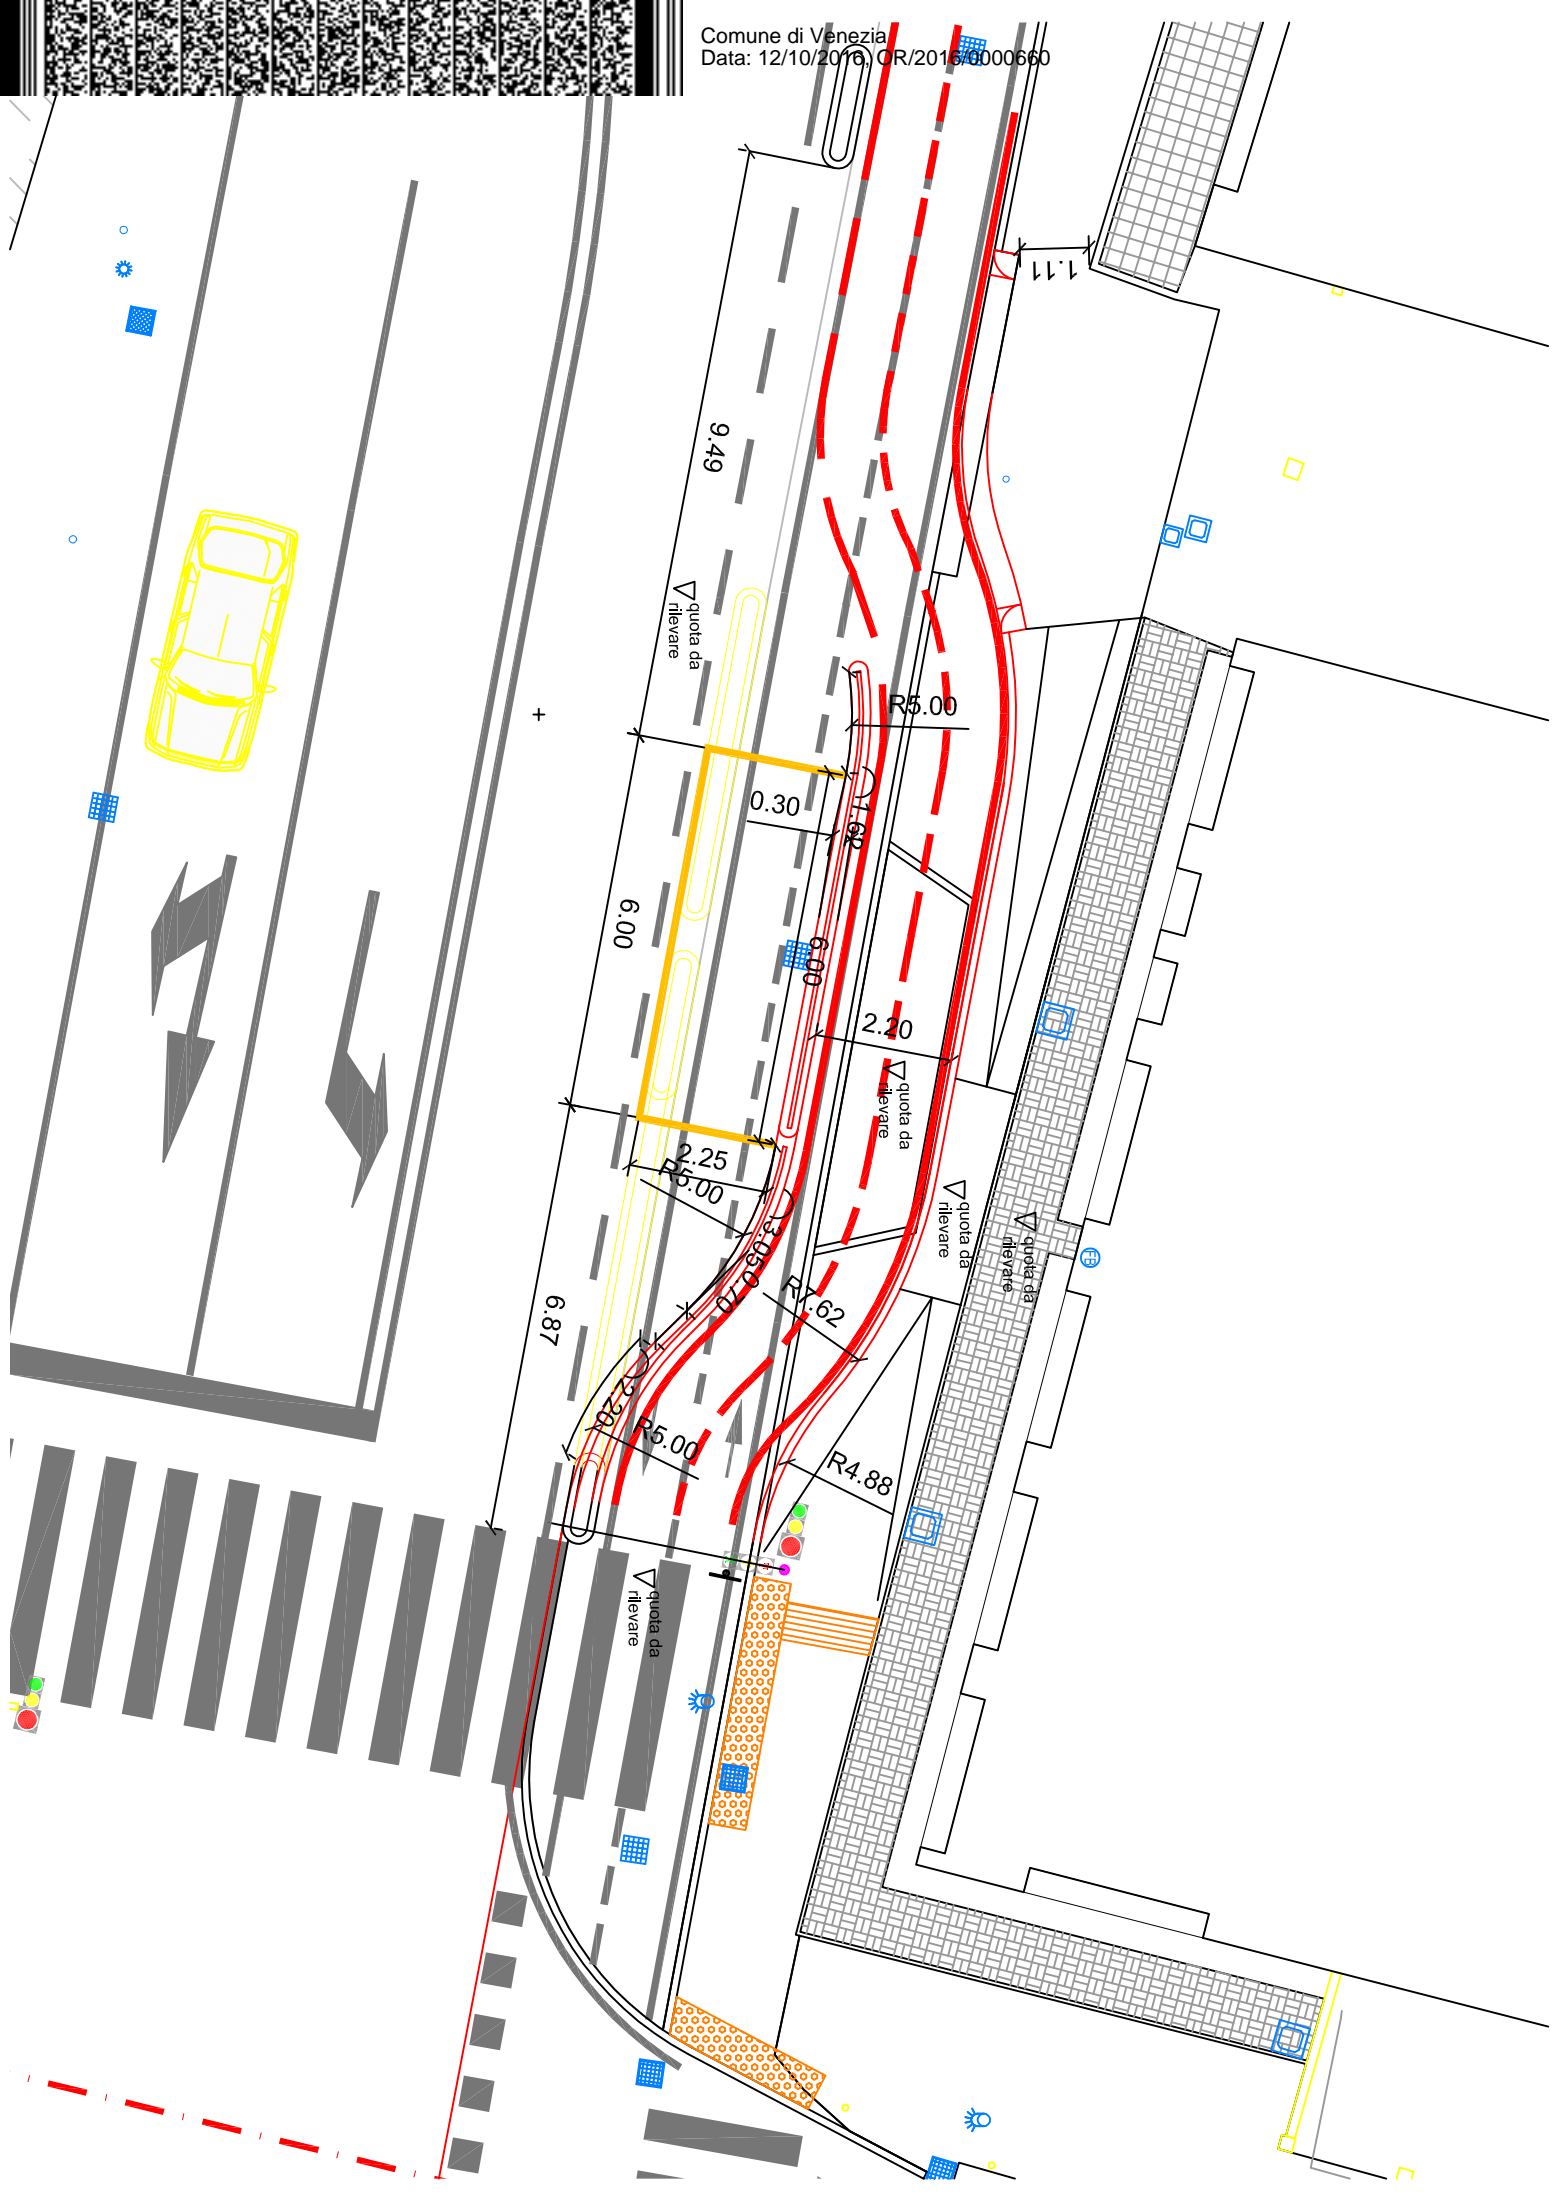 Comune di Venezia
Data: 12/10/2016, OR/2016/0000660
1.11
9.49
quota da
rilevare
R5.00
0.30
1.62
6.00
6.00
2.20
quota da
rilevare
2.25
R5.00
quota da
rilevare
quota da
rilevare
FB
3.05
0.70
R7.62
6.87
2.20
R5.00
R4.88
quota da
rilevare